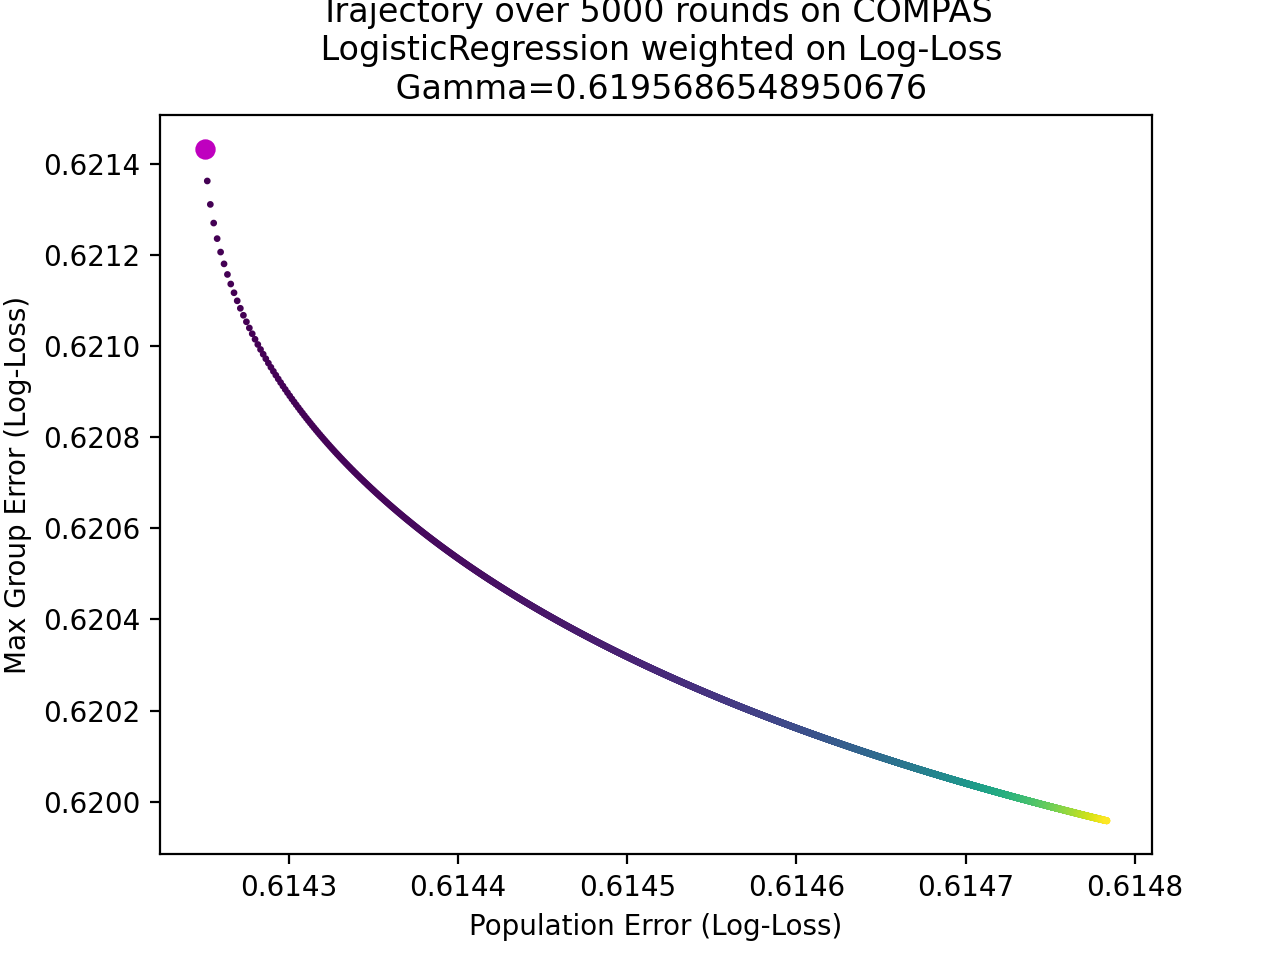 Trajectory over 5000 rounds on COMPAS
LogisticRegression weighted on Log-Loss
Gamma=0.6195686548950676
Max Group Error (Log-Loss)
0.6214
0.6212
0.6210
0.6208
0.6206
0.6204
0.6202
0.6200
0.6143
0.6144
0.6145
0.6146
0.6147
0.6148
Population Error (Log-Loss)